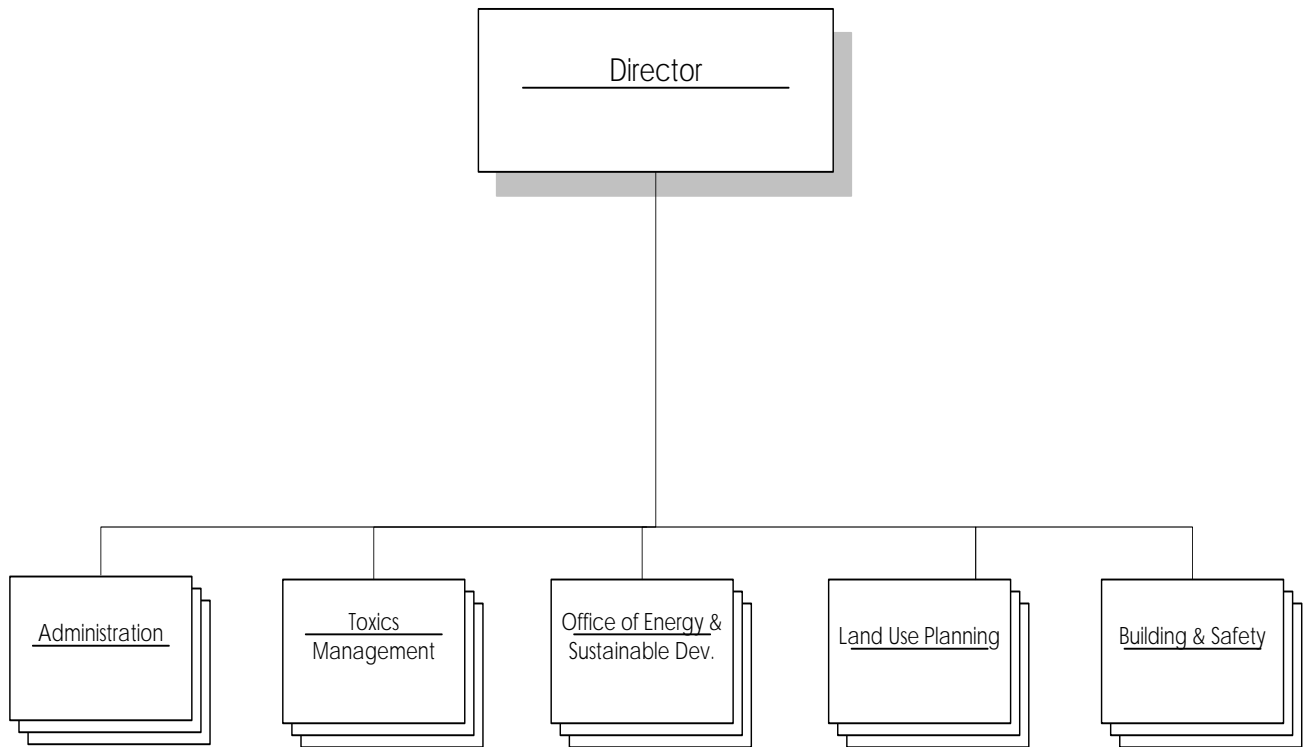 Director
Administration
Toxics
Management
Office of Energy &
Sustainable Dev.
Land Use Planning
Building & Safety